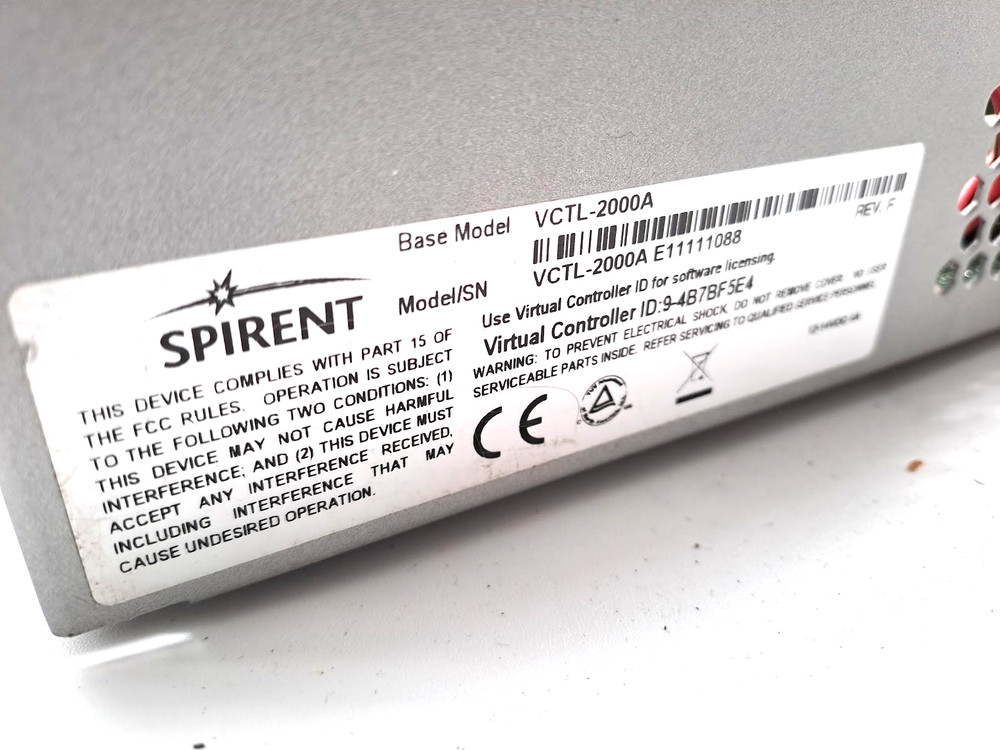 SPIRENT
THIS DEVICE COMPLIES WITH PART 15 OF
THE FCC RULES. OPERATION IS SUBJECT
TO THE FOLLOWING TWO CONDITIONS: (1)
THIS DEVICE MAY NOT CAUSE HARMFUL
INTERFERENCE; AND (2) THIS DEVICE MUST
ACCEPT ANY INTERFERENCE RECEIVED,
INCLUDING INTERFERENCE THAT MAY
CAUSE UNDESIRED OPERATION.
Base Model VCTL-2000A
REV. F
Model/SN VCTL-2000A E11111088
Use Virtual Controller ID for software licensing.
Virtual Controller ID:9-4B7BF5E4
WARNING: TO PREVENT ELECTRICAL SHOCK, DO NOT REMOVE COVER. NO USER
SERVICEABLE PARTS INSIDE. REFER SERVICING TO QUALIFIED SERVICE PERSONNEL.
CE